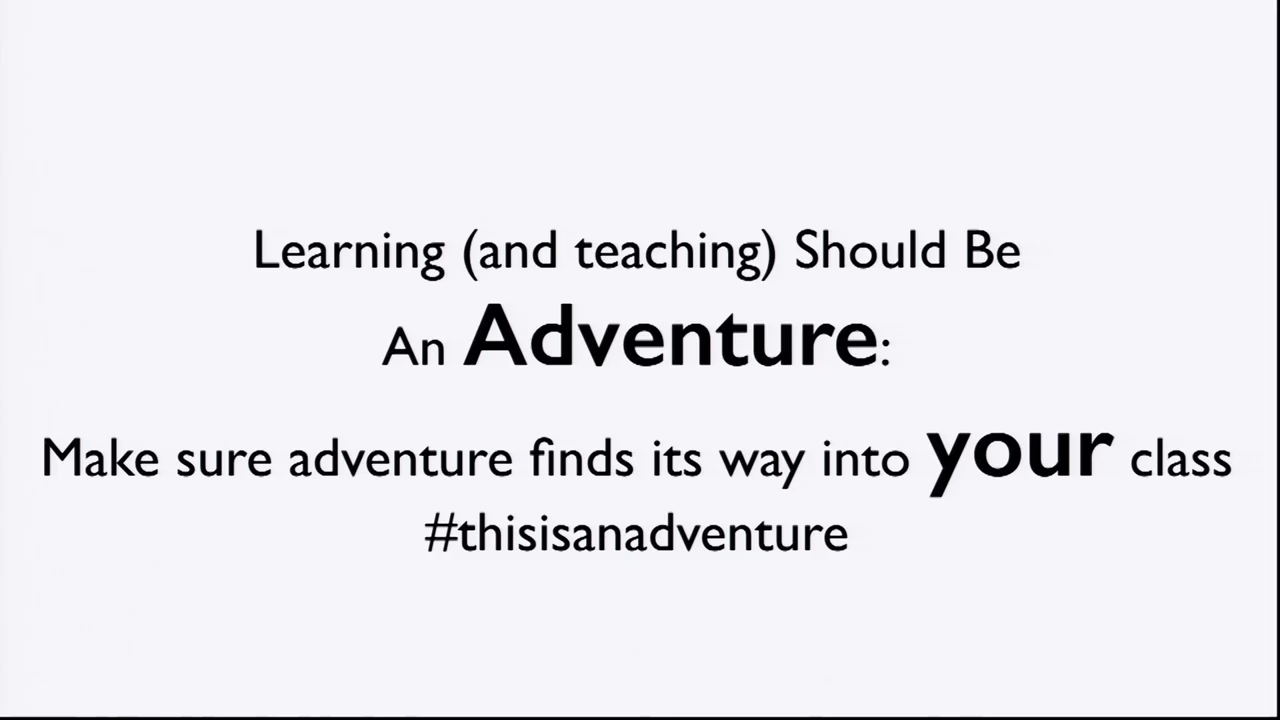 Learning (and teaching) Should Be
An Adventure:
Make sure adventure finds its way into your class
#thisisanadventure